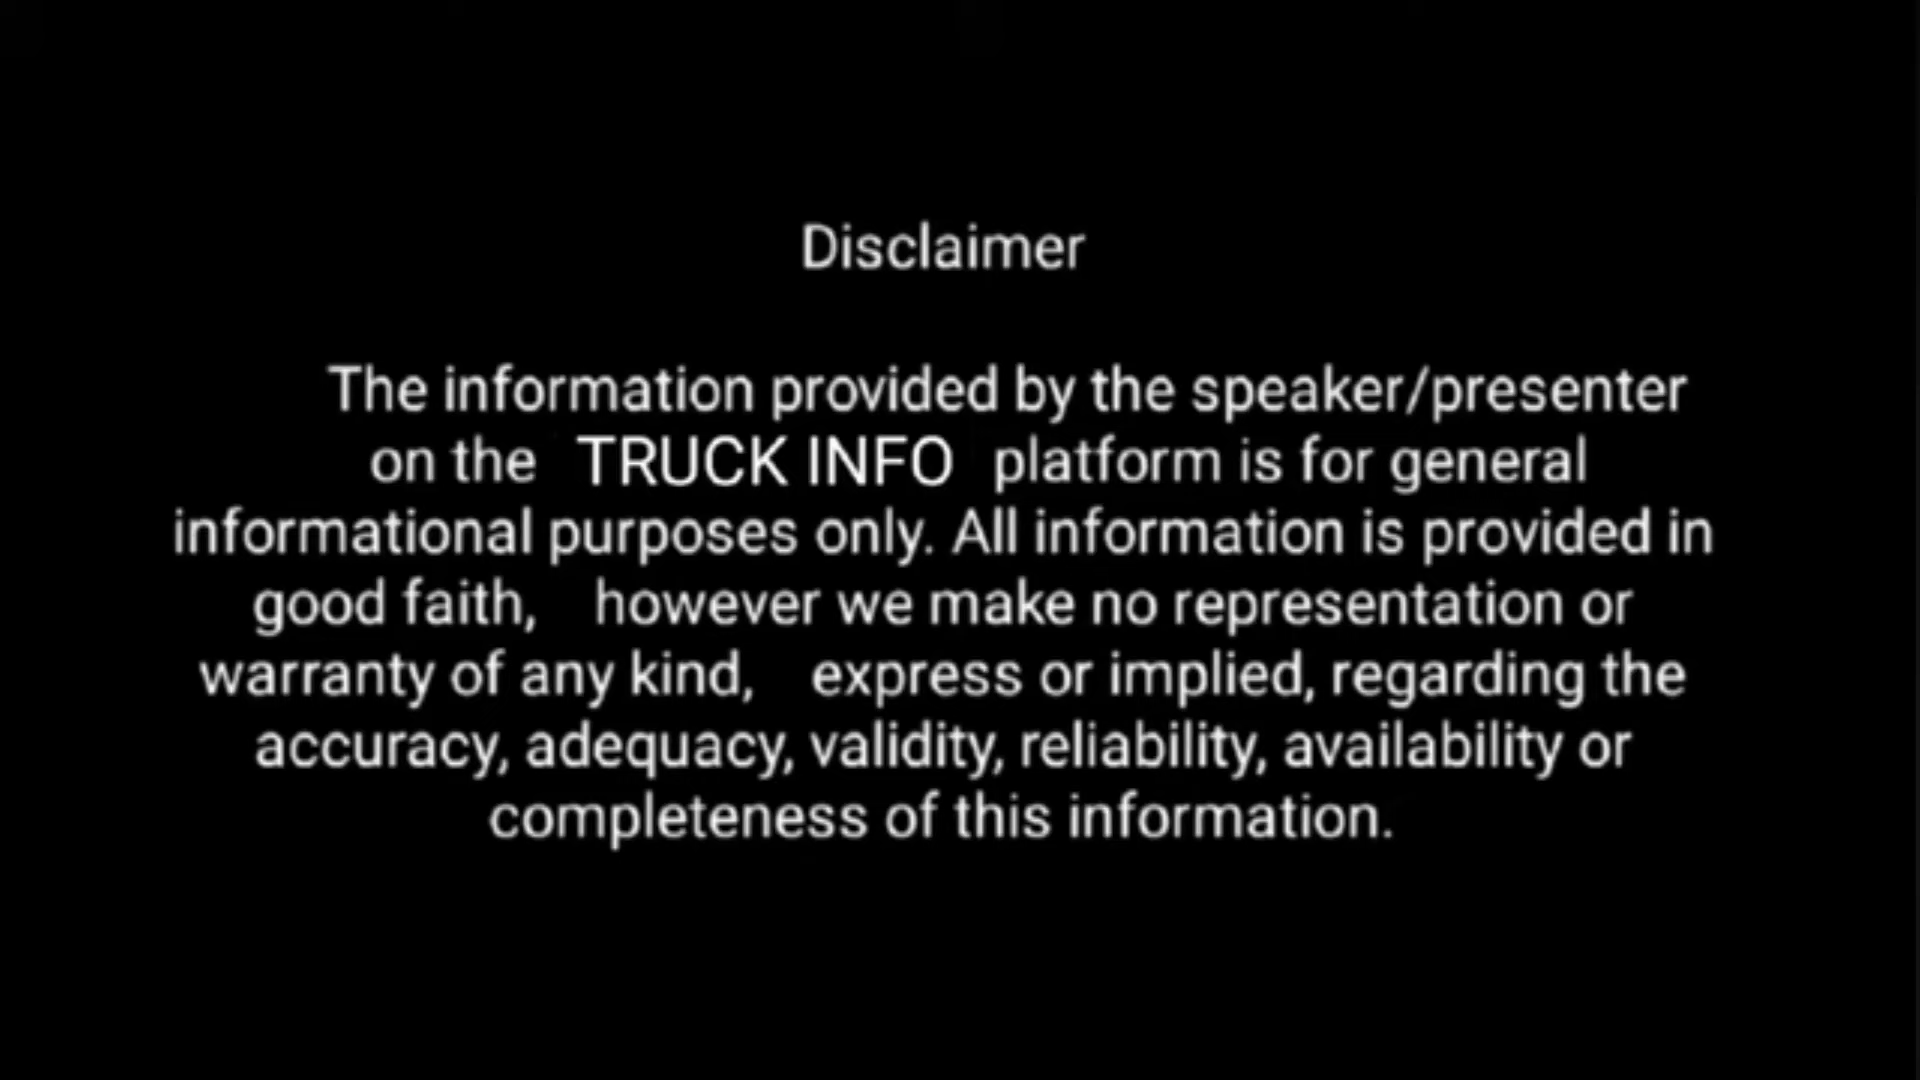 Disclaimer
The information provided by the speaker/presenter
on the TRUCK INFO platform is for general
informational purposes only. All information is provided in
good faith, however we make no representation or
warranty of any kind, express or implied, regarding the
accuracy, adequacy, validity, reliability, availability or
completeness of this information.